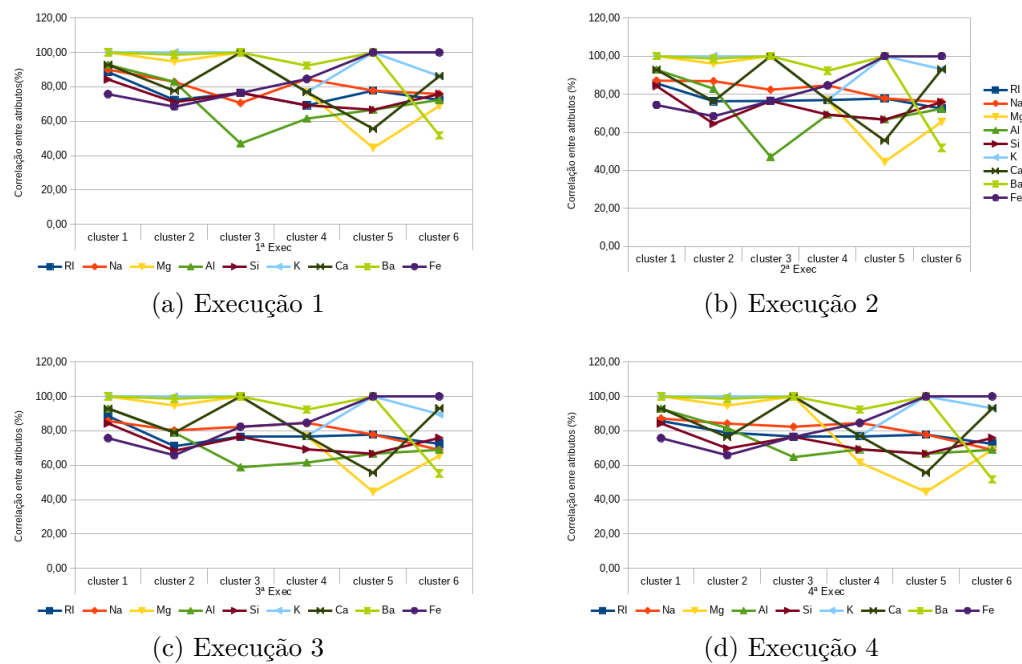 120,00
100,00
80,00
60,00
40,00
20,00
0,00
Correlação entre atributos(%)
cluster 1 cluster 2 cluster 3 cluster 4 cluster 5 cluster 6
1ª Exec
RI Na Mg Al Si K Ca Ba Fe
(a) Execução 1
120,00
100,00
80,00
60,00
40,00
20,00
0,00
Correlação entre atributos (%)
cluster 1 cluster 2 cluster 3 cluster 4 cluster 5 cluster 6
2ª Exec
RI
Na
Mg
Al
Si
K
Ca
Ba
Fe
(b) Execução 2
120,00
100,00
80,00
60,00
40,00
20,00
0,00
Correlação enre atributos (%)
cluster 1 cluster 2 cluster 3 cluster 4 cluster 5 cluster 6
3ª Exec
RI Na Mg Al Si K Ca Ba Fe
(c) Execução 3
120,00
100,00
80,00
60,00
40,00
20,00
0,00
Correlação enre atributos (%)
cluster 1 cluster 2 cluster 3 cluster 4 cluster 5 cluster 6
4ª Exec
RI Na Mg Al Si K Ca Ba Fe
(d) Execução 4